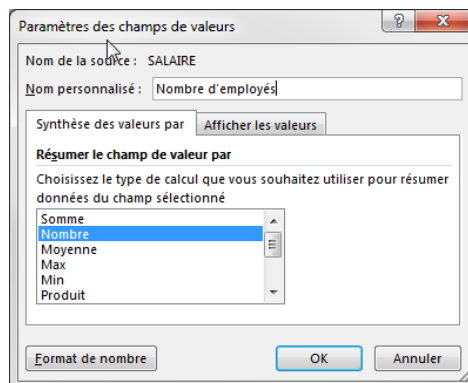 Paramètres des champs de valeurs
Nom de la source : SALAIRE
Nom personnalisé : Nombre d'employés
Synthèse des valeurs par Afficher les valeurs
Résumer le champ de valeur par
Choisissez le type de calcul que vous souhaitez utiliser pour résumer
données du champ sélectionné
Somme
Nombre
Moyenne
Max
Min
Produit
Format de nombre OK Annuler